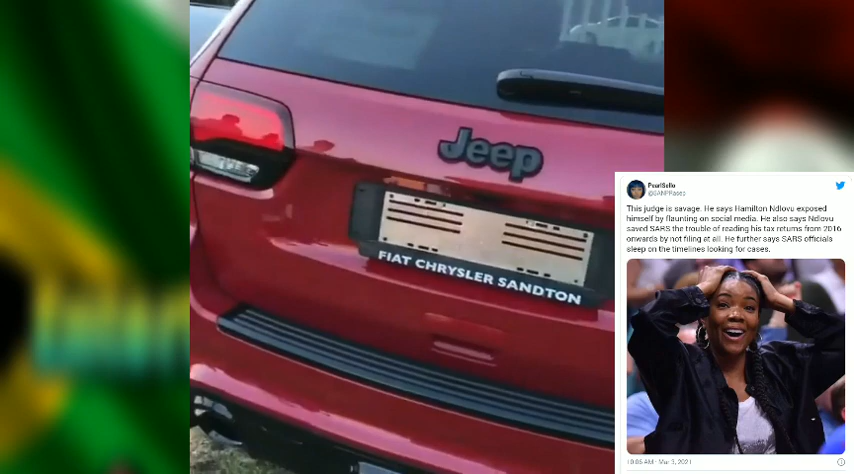 Jeep
FIAT CHRYSLER SANDTON
PearlSello
This judge is savage. He says Hamilton Ndlovu exposed
himself by flaunting on social media. He also says Ndlovu
saved SARS the trouble of reading his tax returns from 2016
onwards by not filing at all. He further says SARS officials
sleep on the timelines looking for cases.
10:05 AM · Mar 3, 2021